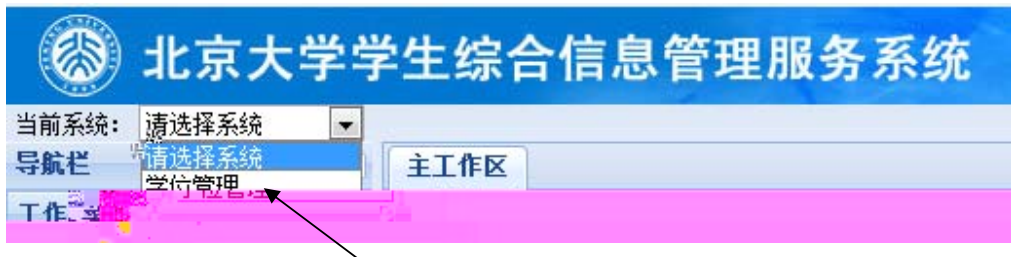 北京大学学生综合信息管理服务系统
当前系统： 请选择系统
导航栏 请选择系统 主工作区
学位管理
工作